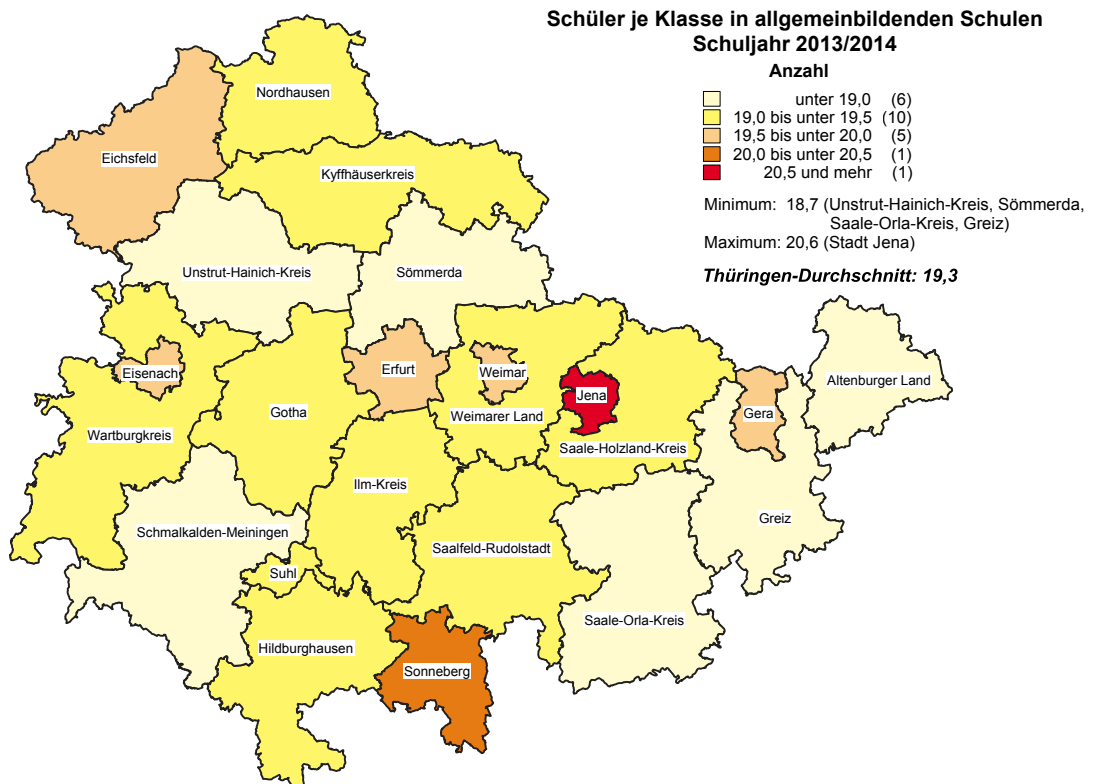 Schüler je Klasse in allgemeinbildenden Schulen
Schuljahr 2013/2014
Anzahl
unter 19,0 (6)
19,0 bis unter 19,5 (10)
19,5 bis unter 20,0 (5)
20,0 bis unter 20,5 (1)
20,5 und mehr (1)
Minimum: 18,7 (Unstrut-Hainich-Kreis, Sömmerda,
Saale-Orla-Kreis, Greiz)
Maximum: 20,6 (Stadt Jena)
Thüringen-Durchschnitt: 19,3
Nordhausen
Eichsfeld
Kyffhäuserkreis
Unstrut-Hainich-Kreis
Sömmerda
Eisenach
Erfurt
Weimar
Altenburger Land
Jena
Gotha
Weimarer Land
Gera
Wartburgkreis
Saale-Holzland-Kreis
Ilm-Kreis
Greiz
Schmalkalden-Meiningen
Saalfeld-Rudolstadt
Suhl
Saale-Orla-Kreis
Hildburghausen
Sonneberg